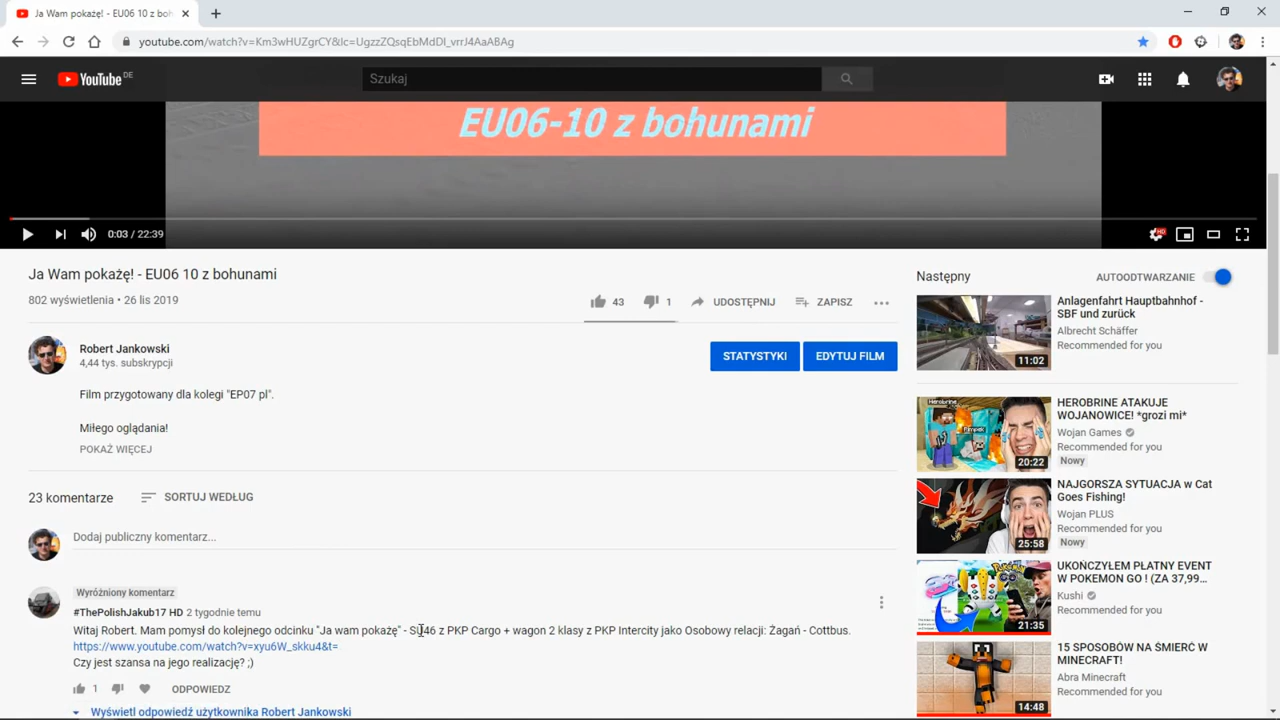 Ja Wam pokażę! - EU06 10 z boh
youtube.com/watch?v=Km3wHUZgrCY&lc=UgzzZQsqEbMdDI_vrrJ4AaABAg
YouTube DE
Szukaj
EU06-10 z bohunami
0:03 / 22:39
HD
Ja Wam pokażę! - EU06 10 z bohunami
802 wyświetlenia • 26 lis 2019
43
1
UDOSTĘPNIJ
ZAPISZ
Robert Jankowski
4,44 tys. subskrypcji
STATYSTYKI
EDYTUJ FILM
Film przygotowany dla kolegi "EP07 pl".
Miłego oglądania!
POKAŻ WIĘCEJ
23 komentarze
SORTUJ WEDŁUG
Dodaj publiczny komentarz...
Wyróżniony komentarz
#ThePolishJakub17 HD 2 tygodnie temu
Witaj Robert. Mam pomysł do kolejnego odcinku "Ja wam pokażę" - SU46 z PKP Cargo + wagon 2 klasy z PKP Intercity jako Osobowy relacji: Żagań - Cottbus.
https://www.youtube.com/watch?v=xyu6W_skku4&t=
Czy jest szansa na jego realizację? ;)
1
ODPOWIEDZ
Wyświetl odpowiedź użytkownika Robert Jankowski
Następny
AUTOODTWARZANIE
Anlagenfahrt Hauptbahnhof -
SBF und zurück
Albrecht Schäffer
Recommended for you
11:02
HEROBRINE ATAKUJE
WOJANOWICE! *grozi mi*
Wojan Games
Recommended for you
Nowy
Herobrine
20:22
NAJGORSZA SYTUACJA w Cat
Goes Fishing!
Wojan PLUS
Recommended for you
Nowy
25:58
UKOŃCZYŁEM PŁATNY EVENT
W POKEMON GO ! (ZA 37,99...
Kushi
Recommended for you
21:35
15 SPOSOBÓW NA ŚMIERĆ W
MINECRAFT!
Abra Minecraft
Recommended for you
14:48